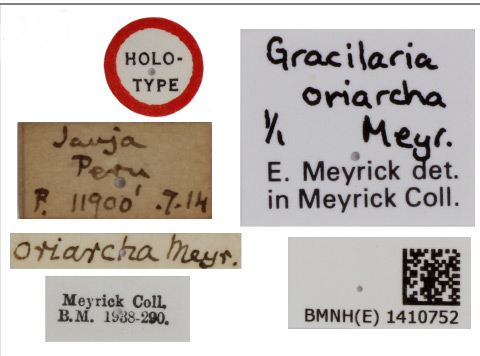 HOLO-
TYPE
Gracilaria
oriarcha
1/1 Meyr.
E. Meyrick det.
in Meyrick Coll.
Jauja
Peru
P. 11900' .7.14
oriarcha Meyr.
Meyrick Coll.
B.M. 1938-290.
BMNH(E) 1410752